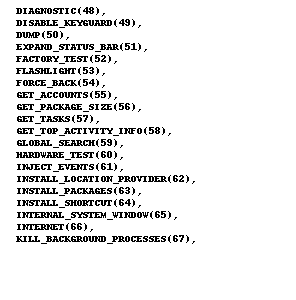 DIAGNOSTIC(48),
DISABLE_KEYGUARD(49),
DUMP(50),
EXPAND_STATUS_BAR(51),
FACTORY_TEST(52),
FLASHLIGHT(53),
FORCE_BACK(54),
GET_ACCOUNTS(55),
GET_PACKAGE_SIZE(56),
GET_TASKS(57),
GET_TOP_ACTIVITY_INFO(58),
GLOBAL_SEARCH(59),
HARDWARE_TEST(60),
INJECT_EVENTS(61),
INSTALL_LOCATION_PROVIDER(62),
INSTALL_PACKAGES(63),
INSTALL_SHORTCUT(64),
INTERNAL_SYSTEM_WINDOW(65),
INTERNET(66),
KILL_BACKGROUND_PROCESSES(67),